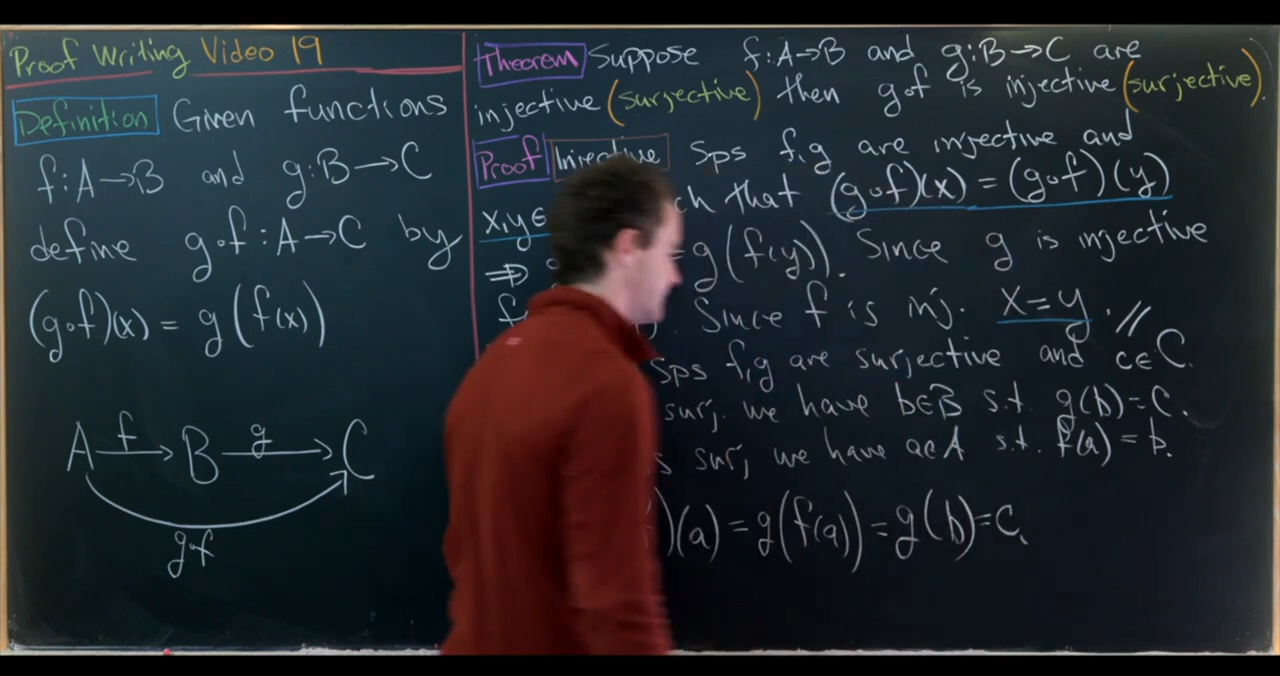 Proof Writing Video 19
Definition Given functions
f:A→B and g:B→C
define g∘f:A→C by
(g∘f)(x) = g(f(x))
A f→ B g→ C
g∘f
Theorem Suppose f:A→B and g:B→C are
injective (surjective) then g∘f is injective (surjective).
Proof Injective Sps f,g are injective and
x,y∈ ch that (g∘f)(x) = (g∘f)(y)
⇒ = g(f(y)). Since g is injective
f Since f is inj. x=y. //
sps f,g are surjective and c∈C.
surj we have b∈B s.t. g(b)=c.
s surj we have a∈A s.t. f(a)=b.
)(a) = g(f(a)) = g(b) = c.